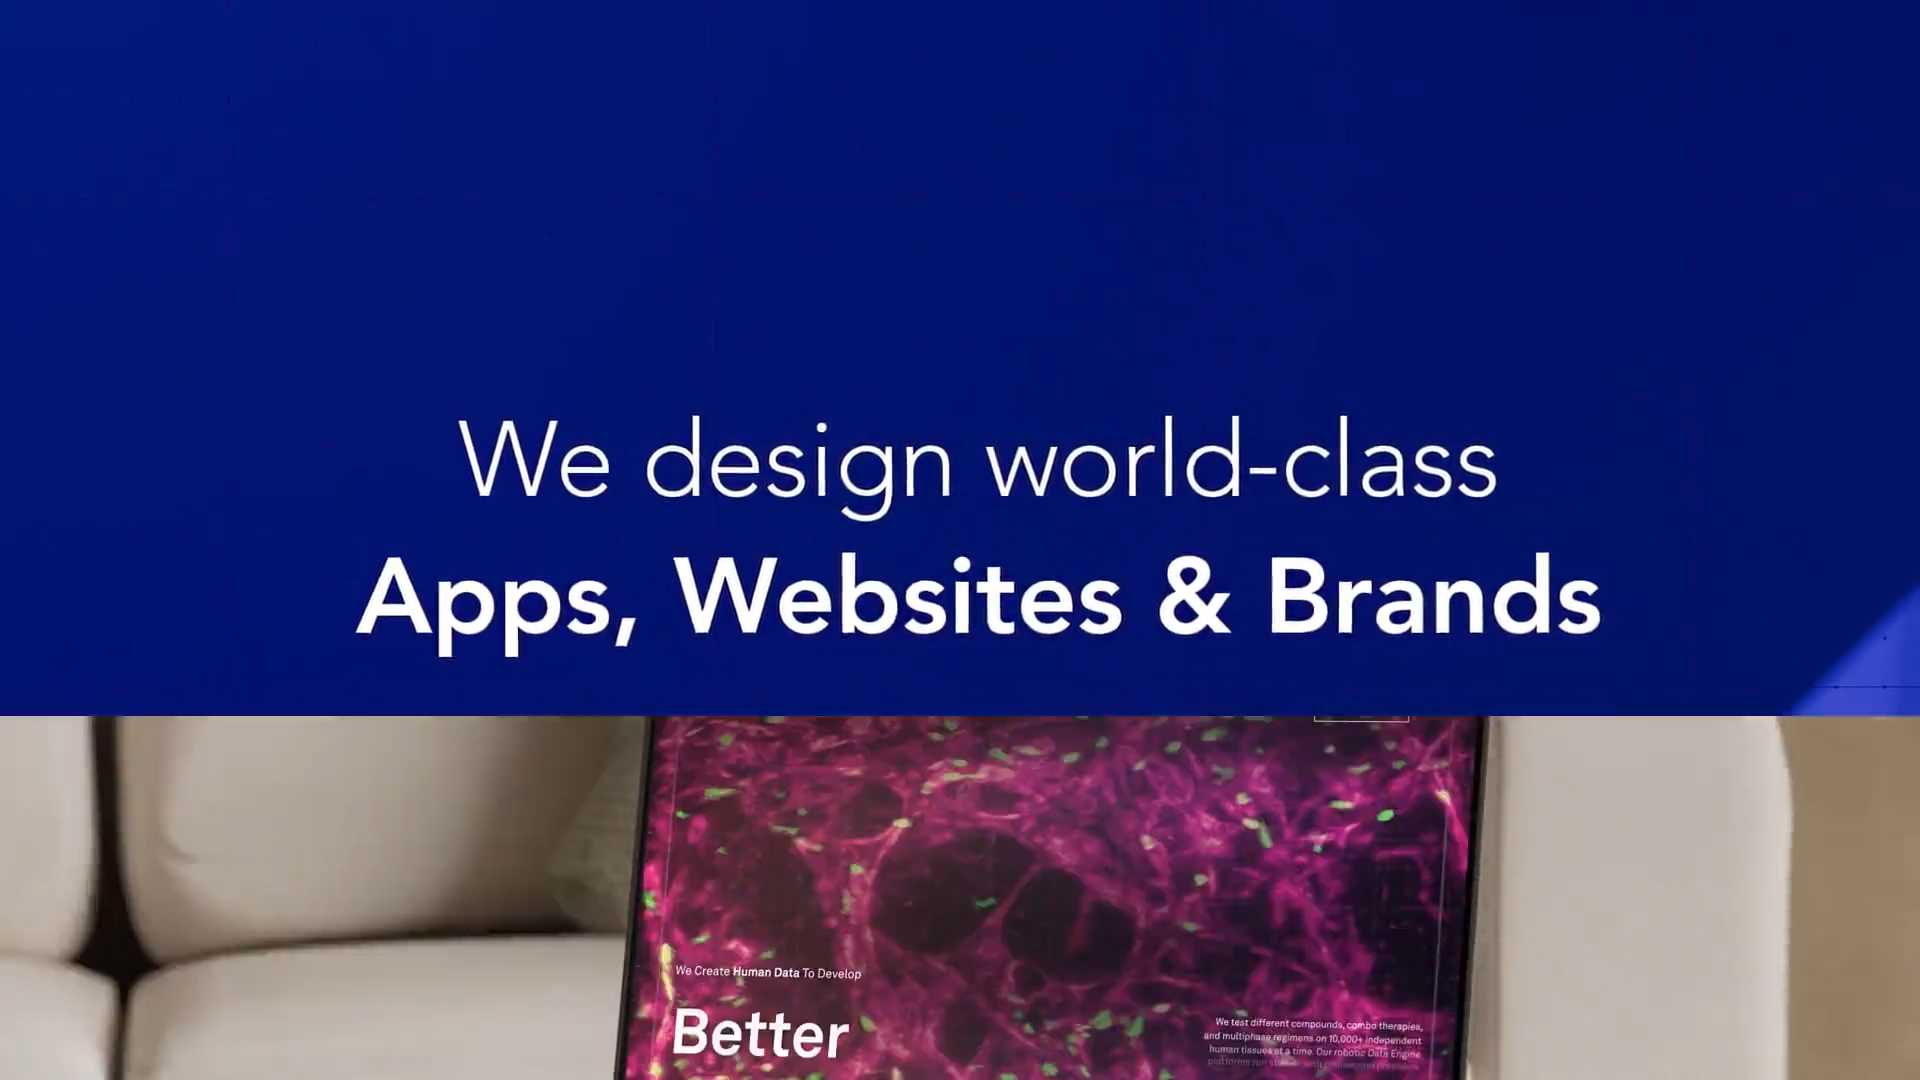 We design world-class
Apps, Websites & Brands
We Create Human Data To Develop
Better
We test different compounds, combo therapies,
and multiphase regimens on 10,000+ independent
human tissues at a time. Our robotic Data Engine